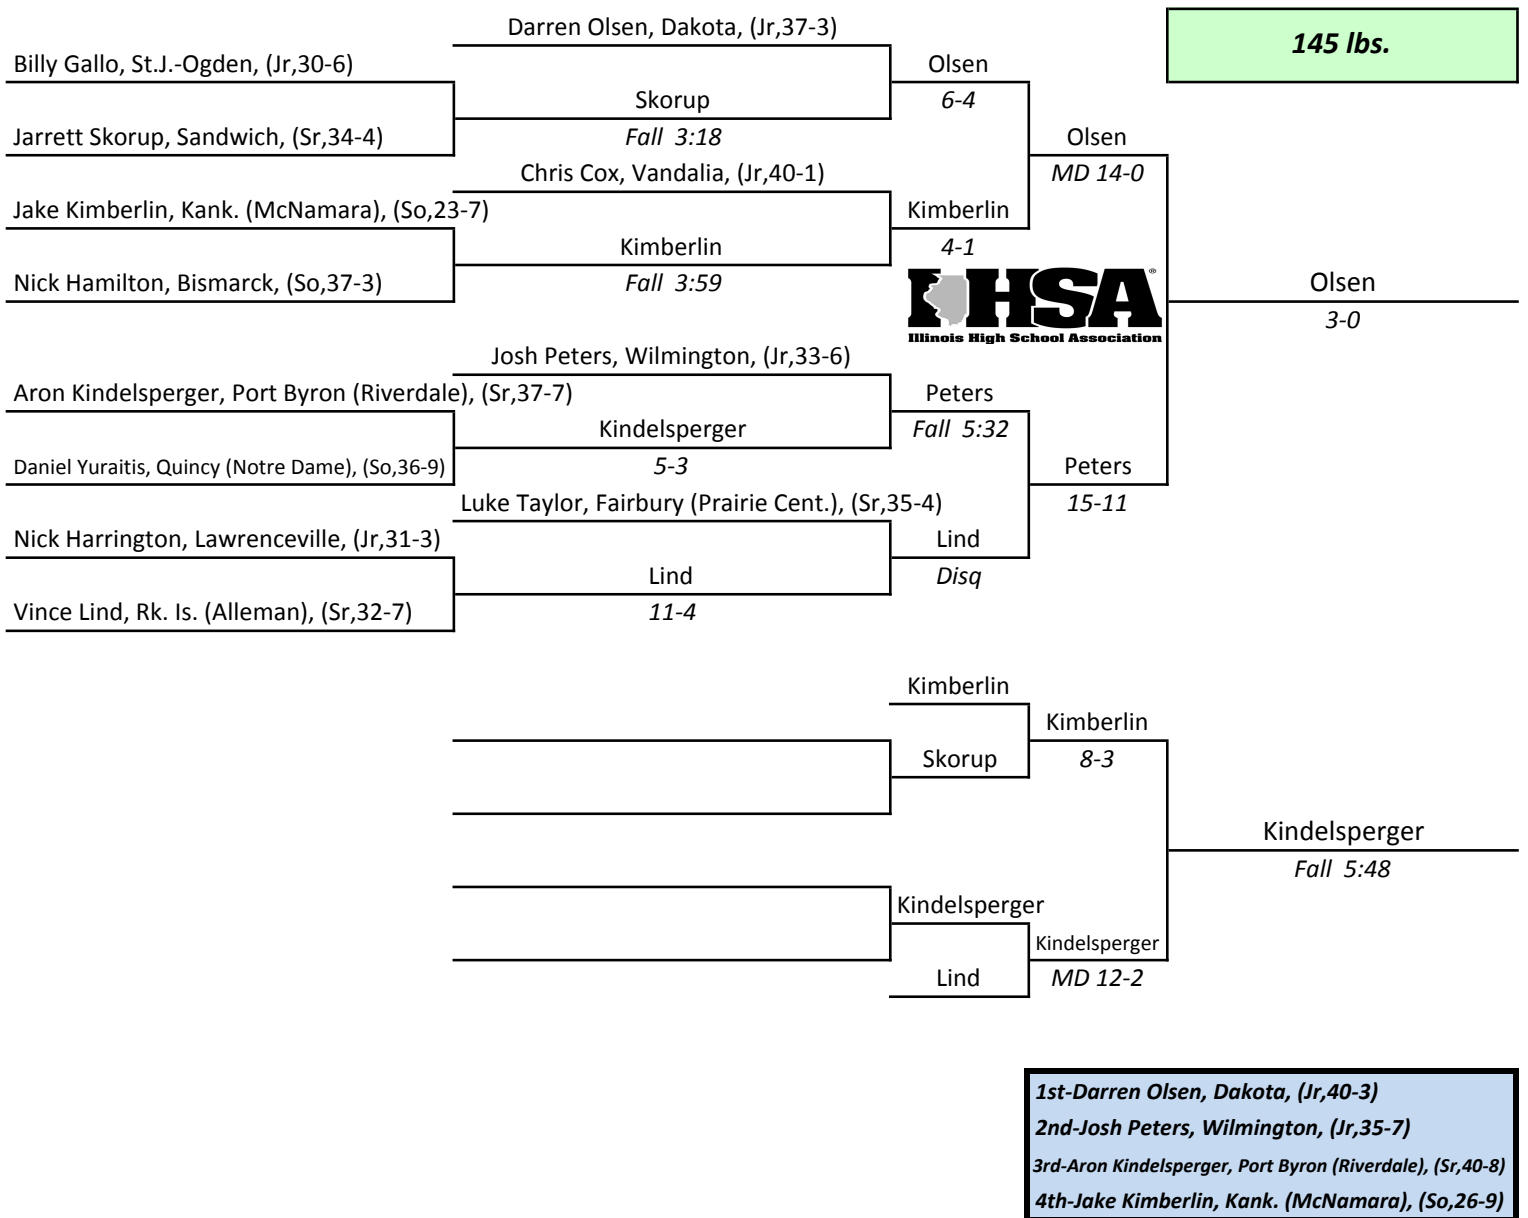 Darren Olsen, Dakota, (Jr,37-3)
145 lbs.
Billy Gallo, St.J.-Ogden, (Jr,30-6)
Olsen
Skorup
6-4
Jarrett Skorup, Sandwich, (Sr,34-4)
Fall 3:18
Olsen
Chris Cox, Vandalia, (Jr,40-1)
MD 14-0
Jake Kimberlin, Kank. (McNamara), (So,23-7)
Kimberlin
Kimberlin
4-1
Nick Hamilton, Bismarck, (So,37-3)
Fall 3:59
IHSA®
Illinois High School Association
Olsen
3-0
Josh Peters, Wilmington, (Jr,33-6)
Aron Kindelsperger, Port Byron (Riverdale), (Sr,37-7)
Peters
Kindelsperger
Fall 5:32
Daniel Yuraitis, Quincy (Notre Dame), (So,36-9)
5-3
Peters
Luke Taylor, Fairbury (Prairie Cent.), (Sr,35-4)
15-11
Nick Harrington, Lawrenceville, (Jr,31-3)
Lind
Lind
Disq
Vince Lind, Rk. Is. (Alleman), (Sr,32-7)
11-4
Kimberlin
Kimberlin
Skorup
8-3
Kindelsperger
Fall 5:48
Kindelsperger
Kindelsperger
Lind
MD 12-2
1st-Darren Olsen, Dakota, (Jr,40-3)
2nd-Josh Peters, Wilmington, (Jr,35-7)
3rd-Aron Kindelsperger, Port Byron (Riverdale), (Sr,40-8)
4th-Jake Kimberlin, Kank. (McNamara), (So,26-9)